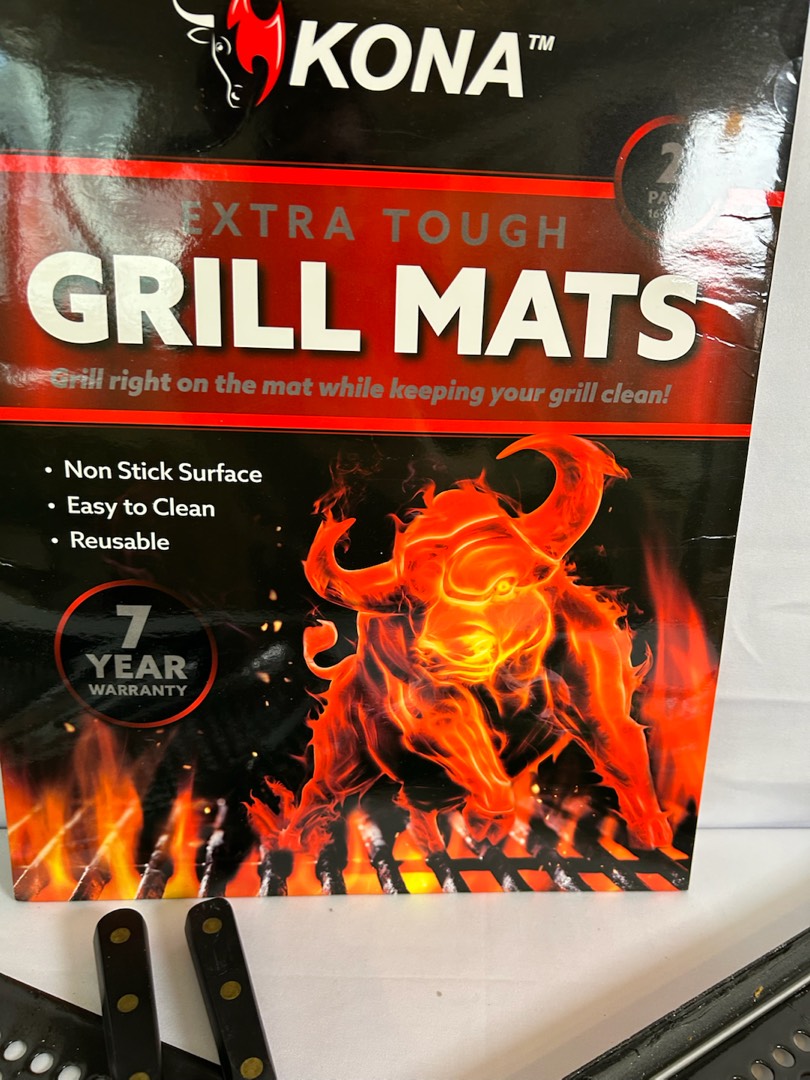 KONA™
2
EXTRA TOUGH
GRILL MATS
Grill right on the mat while keeping your grill clean!
• Non Stick Surface
• Easy to Clean
• Reusable
7
YEAR
WARRANTY